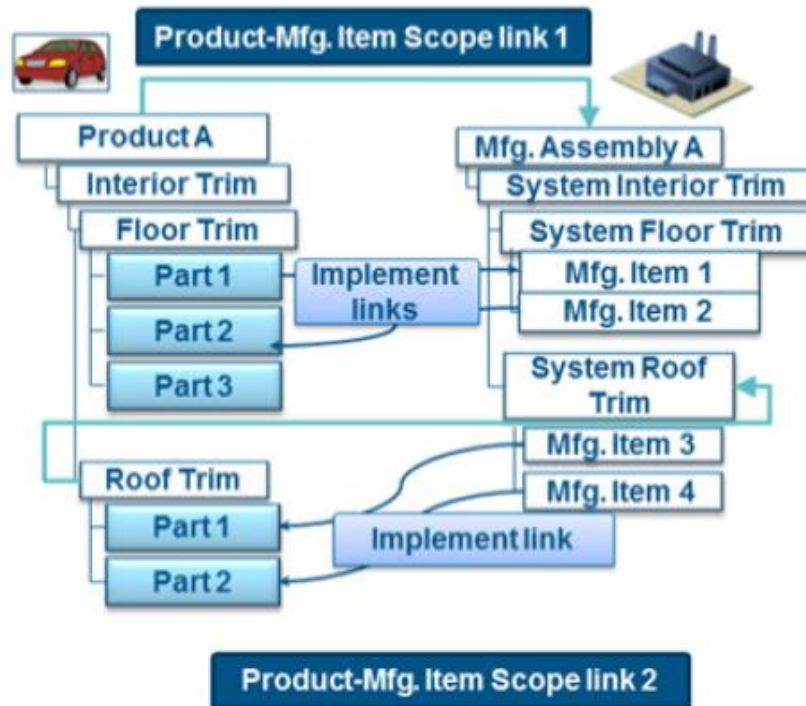 Product-Mfg. Item Scope link 1
Product A
Interior Trim
Floor Trim
Part 1
Part 2
Part 3
Roof Trim
Part 1
Part 2
Implement
links
Mfg. Assembly A
System Interior Trim
System Floor Trim
Mfg. Item 1
Mfg. Item 2
System Roof
Trim
Mfg. Item 3
Mfg. Item 4
Implement link
Product-Mfg. Item Scope link 2